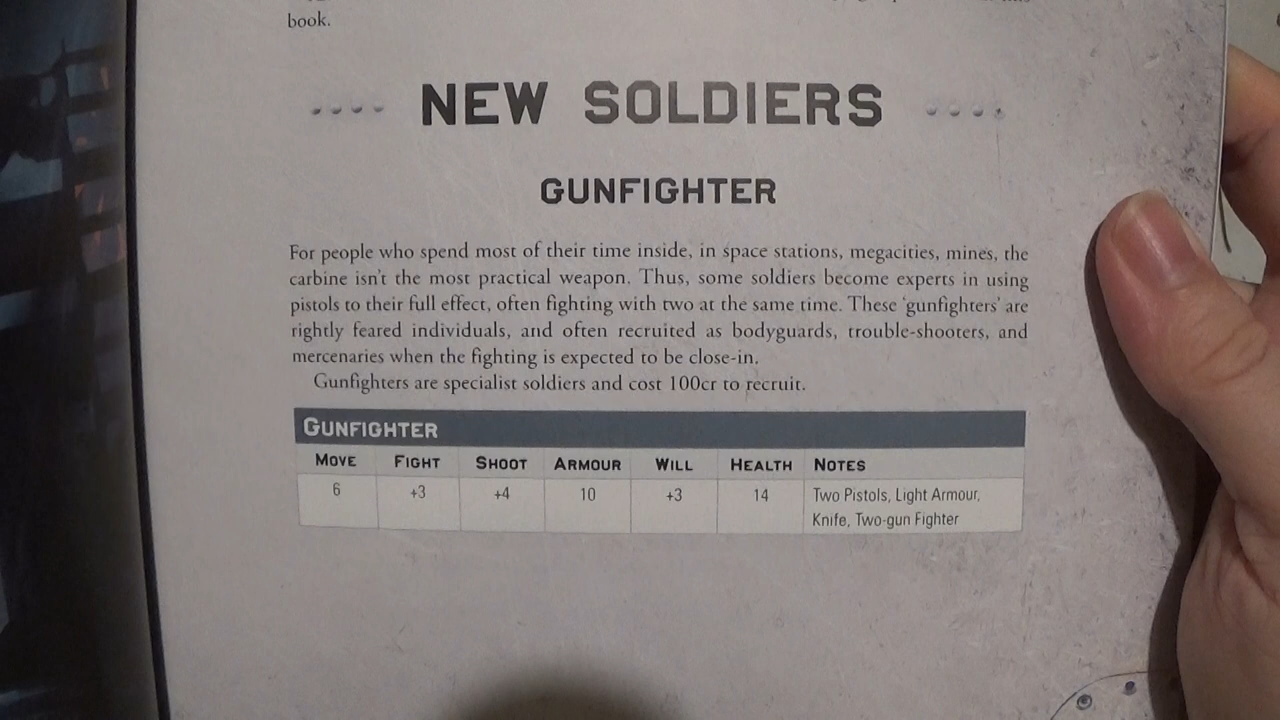 book.
NEW SOLDIERS
GUNFIGHTER
For people who spend most of their time inside, in space stations, megacities, mines, the
carbine isn't the most practical weapon. Thus, some soldiers become experts in using
pistols to their full effect, often fighting with two at the same time. These 'gunfighters' are
rightly feared individuals, and often recruited as bodyguards, trouble-shooters, and
mercenaries when the fighting is expected to be close-in.
Gunfighters are specialist soldiers and cost 100cr to recruit.
GUNFIGHTER
MOVE FIGHT SHOOT ARMOUR WILL HEALTH NOTES
6 +3 +4 10 +3 14 Two Pistols, Light Armour,
Knife, Two-gun Fighter